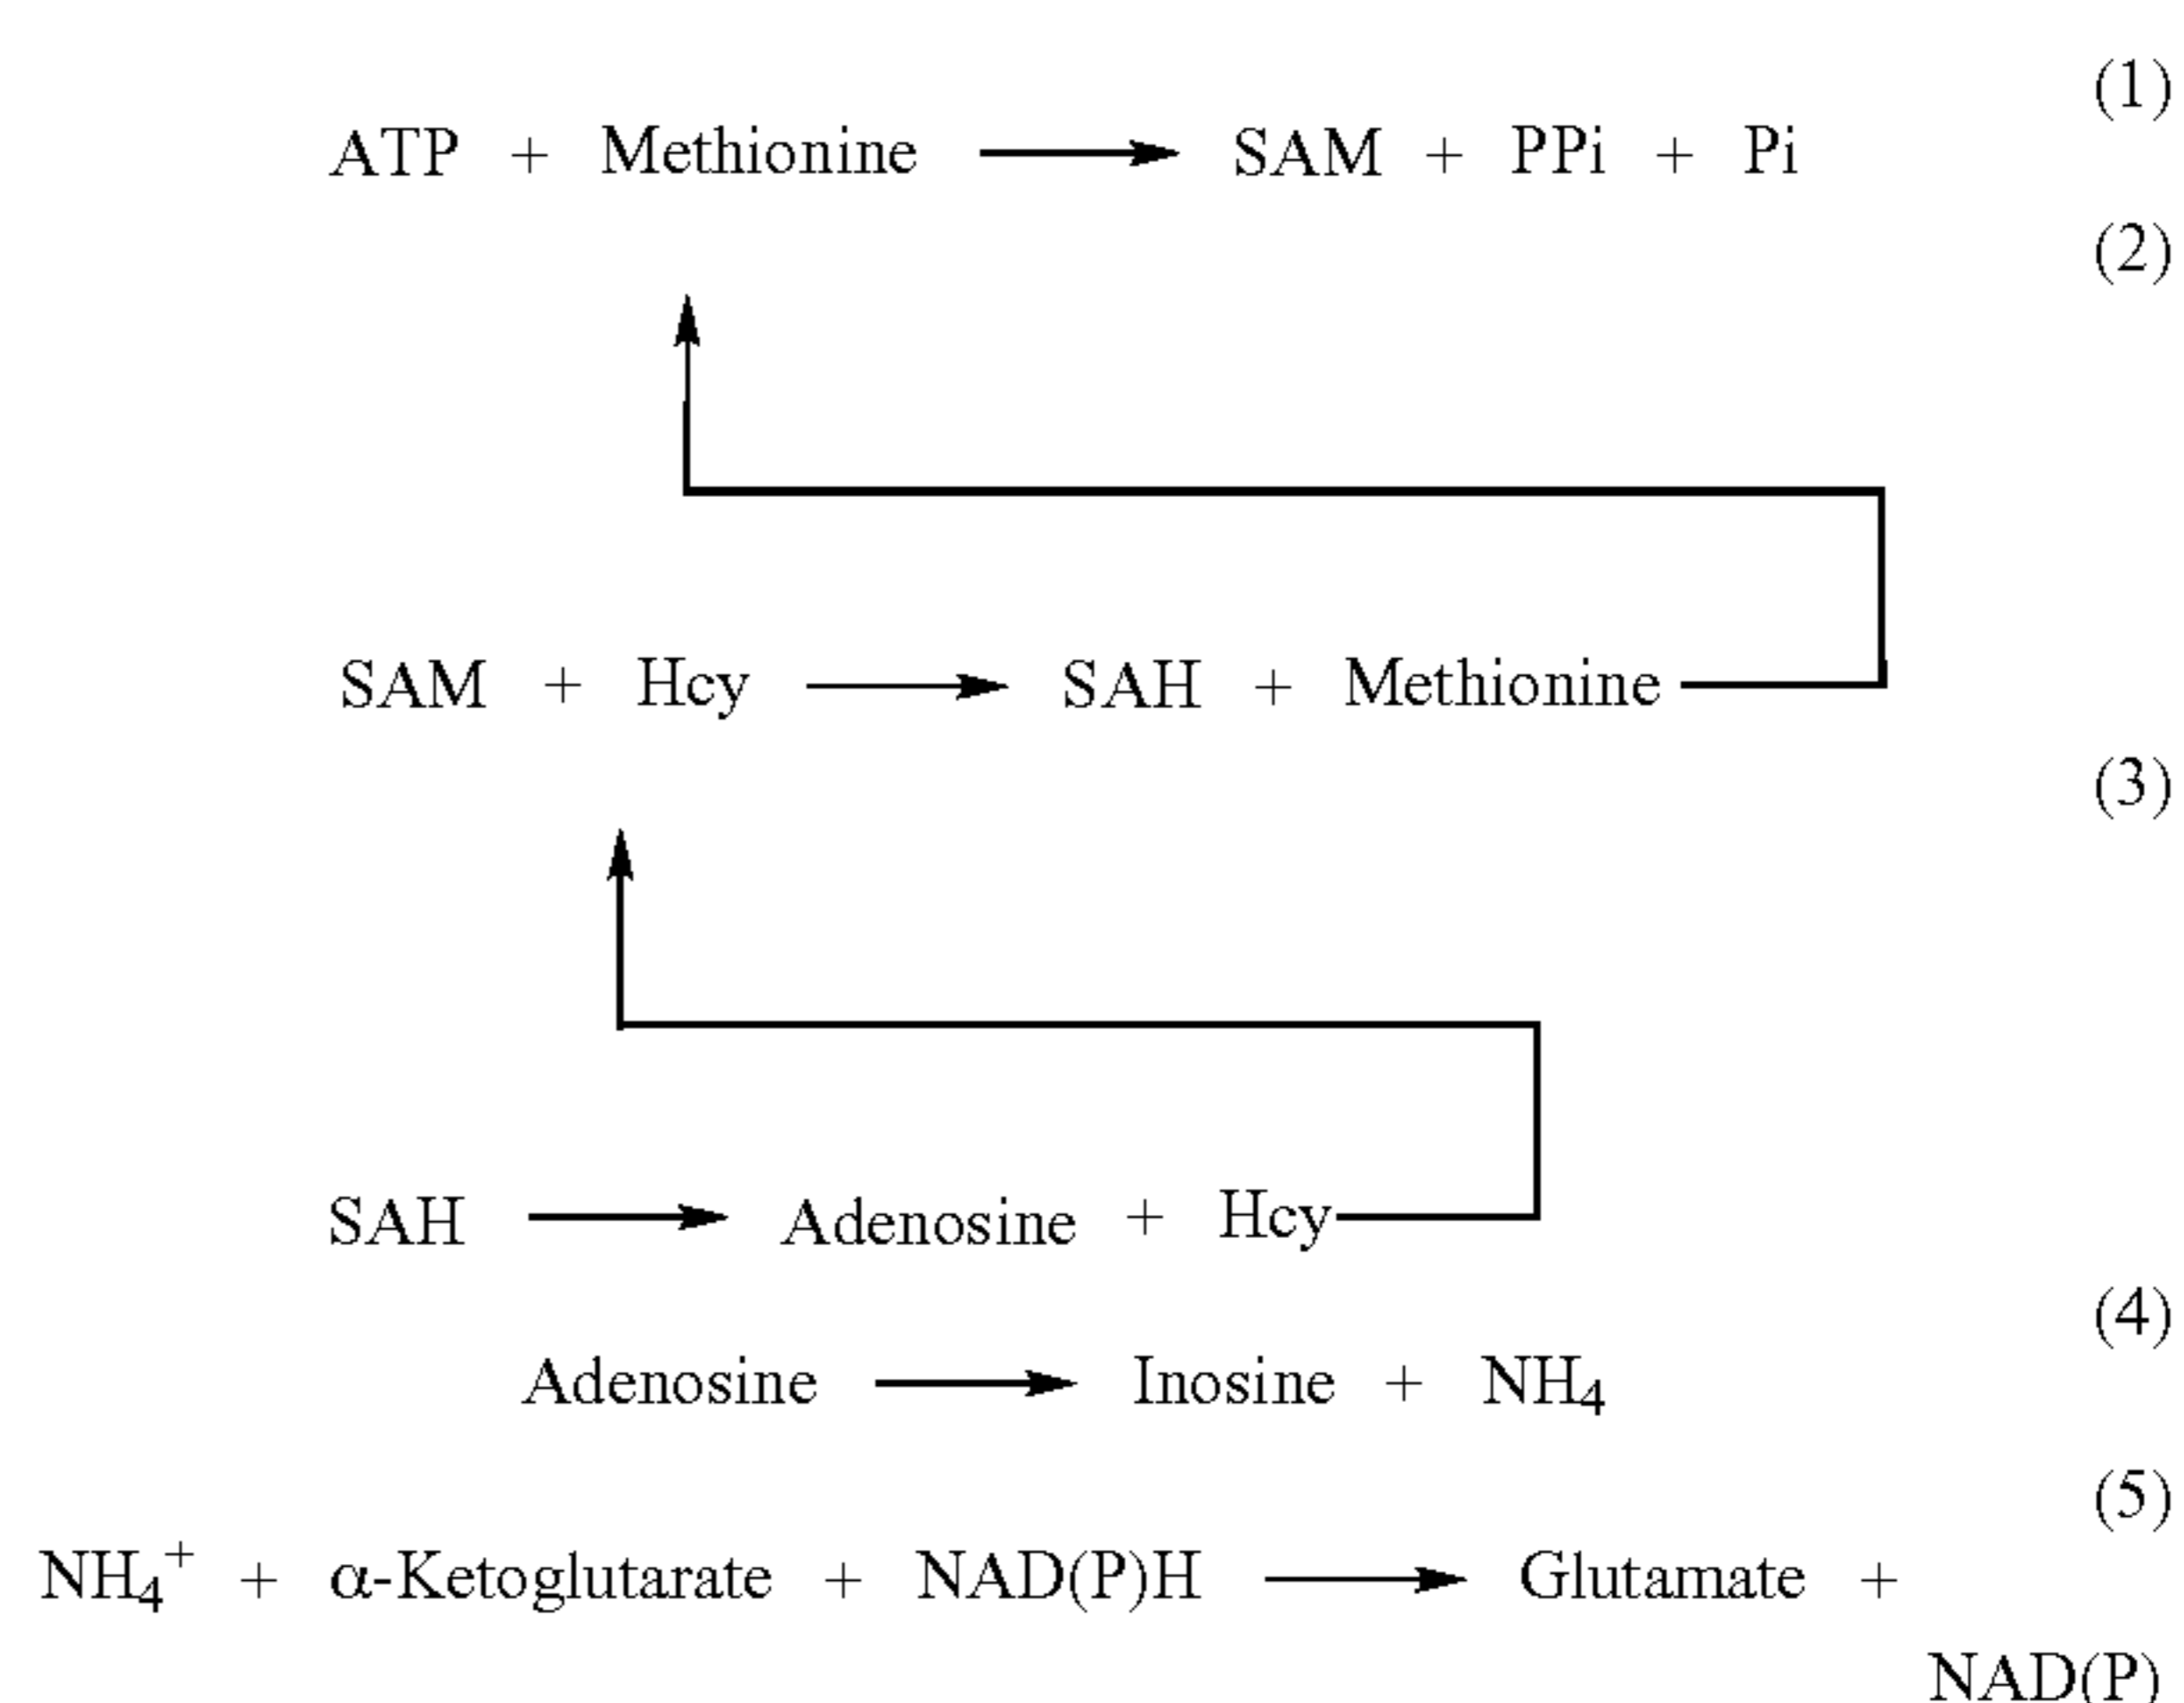 (1)
ATP + Methionine ⟶ SAM + PPi + Pi
(2)
SAM + Hcy ⟶ SAH + Methionine
(3)
SAH ⟶ Adenosine + Hcy
(4)
Adenosine ⟶ Inosine + NH₄
(5)
NH₄⁺ + α-Ketoglutarate + NAD(P)H ⟶ Glutamate +
NAD(P)